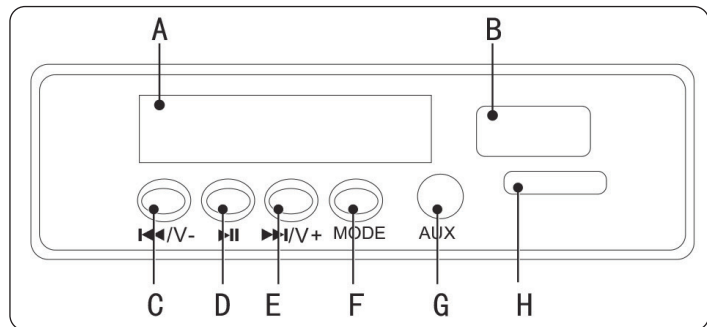 A
B
⏮/V- ⏯ ⏭/V+ MODE AUX
C D E F G H